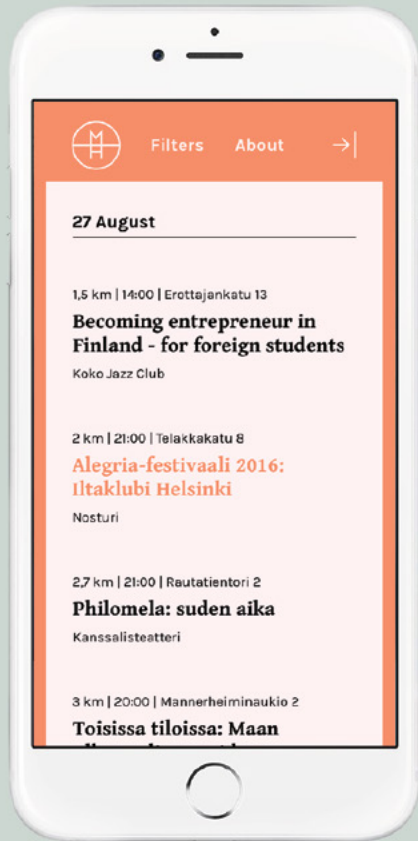 Filters About
27 August
1,5 km | 14:00 | Erottajankatu 13
Becoming entrepreneur in
Finland - for foreign students
Koko Jazz Club
2 km | 21:00 | Telakkakatu 8
Alegria-festivaali 2016:
Iltaklubi Helsinki
Nosturi
2,7 km | 21:00 | Rautatientori 2
Philomela: suden aika
Kanssalisteatteri
3 km | 20:00 | Mannerheiminaukio 2
Toisissa tiloissa: Maan